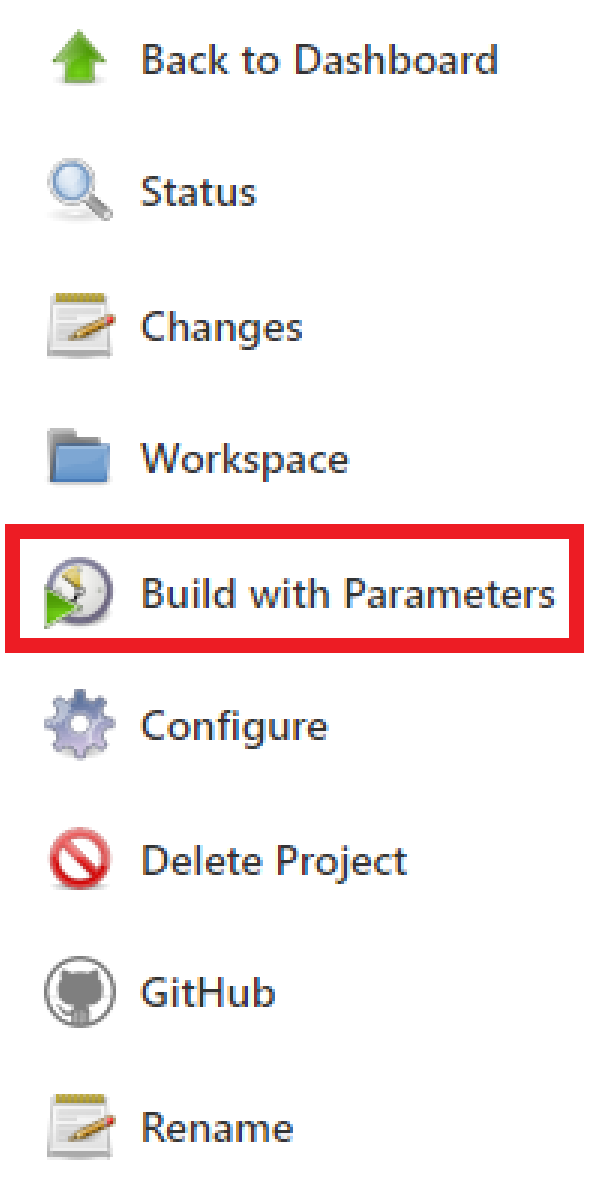 Back to Dashboard
Status
Changes
Workspace
Build with Parameters
Configure
Delete Project
GitHub
Rename